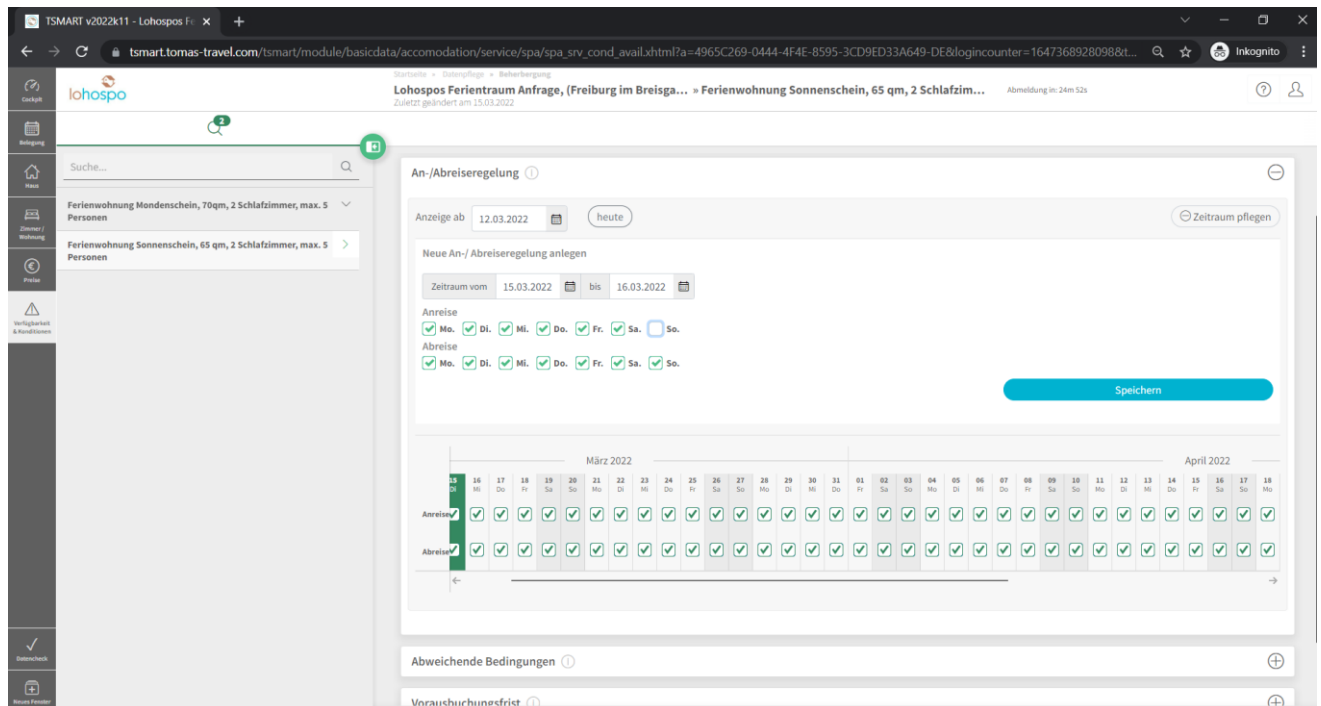 TSMART v2022k11 - Lohospos Fe
tsmart.tomas-travel.com/tsmart/module/basicdata/accomodation/service/spa/spa_srv_cond_avail.xhtml?a=4965C269-0444-4F4E-8595-3CD9ED33A649-DE&logincounter=1647368928098&t...
Inkognito
Cockpit
Belegung
Haus
Zimmer / Wohnung
Preise
Verfügbarkeit & Konditionen
Datencheck
Neues Fenster
lohospo
2
Suche...
Ferienwohnung Mondenschein, 70qm, 2 Schlafzimmer, max. 5
Personen
Ferienwohnung Sonnenschein, 65 qm, 2 Schlafzimmer, max. 5
Personen
Startseite » Datenpflege » Beherbergung
Lohospos Ferientraum Anfrage, (Freiburg im Breisga... » Ferienwohnung Sonnenschein, 65 qm, 2 Schlafzim...
Abmeldung in: 24m 52s
Zuletzt geändert am 15.03.2022
An-/Abreiseregelung
Anzeige ab 12.03.2022 heute Zeitraum pflegen
Neue An-/ Abreiseregelung anlegen
Zeitraum vom 15.03.2022 bis 16.03.2022
Anreise
Mo. Di. Mi. Do. Fr. Sa. So.
Abreise
Mo. Di. Mi. Do. Fr. Sa. So.
Speichern
März 2022 April 2022
15 16 17 18 19 20 21 22 23 24 25 26 27 28 29 30 31 01 02 03 04 05 06 07 08 09 10 11 12 13 14 15 16 17 18
Di Mi Do Fr Sa So Mo Di Mi Do Fr Sa So Mo Di Mi Do Fr Sa So Mo Di Mi Do Fr Sa So Mo Di Mi Do Fr Sa So Mo
Anreise
Abreise
Abweichende Bedingungen
Vorausbuchungsfrist